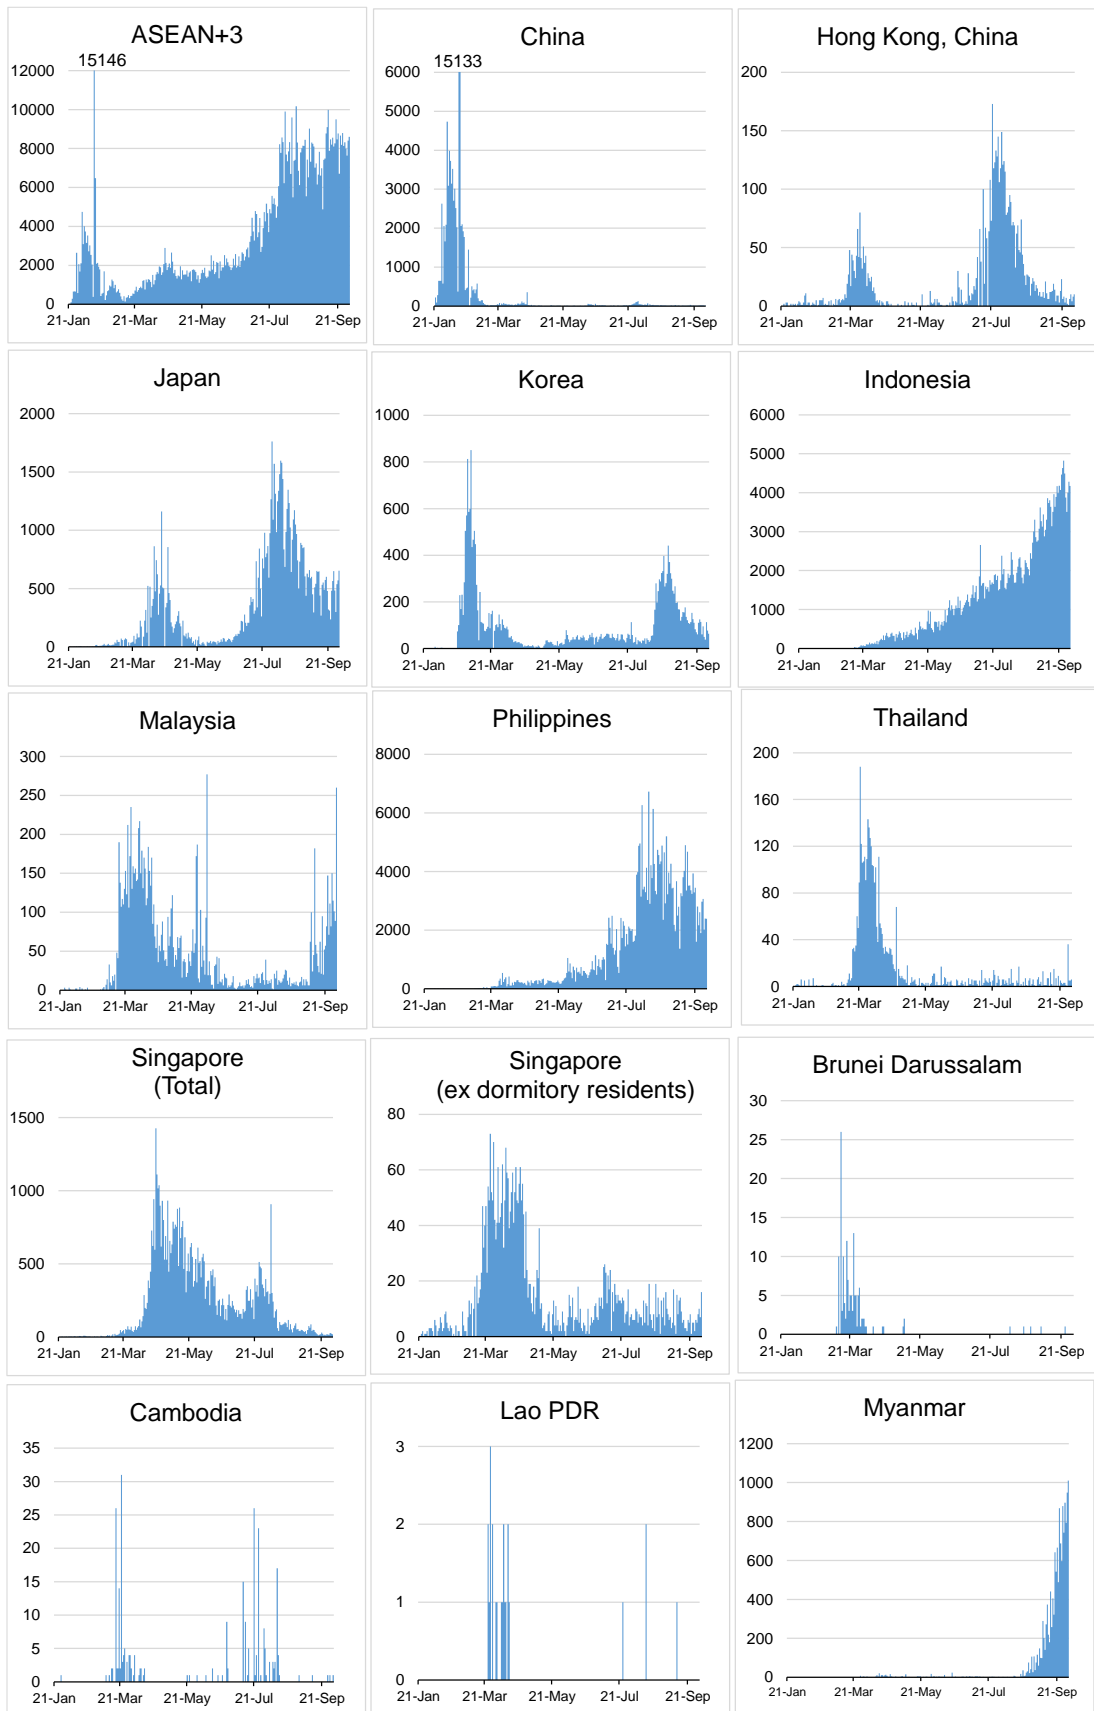 ASEAN+3
15146
12000
10000
8000
6000
4000
2000
0
21-Jan 21-Mar 21-May 21-Jul 21-Sep
China
15133
6000
5000
4000
3000
2000
1000
0
21-Jan 21-Mar 21-May 21-Jul 21-Sep
Hong Kong, China
200
150
100
50
0
21-Jan 21-Mar 21-May 21-Jul 21-Sep
Japan
2000
1500
1000
500
0
21-Jan 21-Mar 21-May 21-Jul 21-Sep
Korea
1000
800
600
400
200
0
21-Jan 21-Mar 21-May 21-Jul 21-Sep
Indonesia
6000
5000
4000
3000
2000
1000
0
21-Jan 21-Mar 21-May 21-Jul 21-Sep
Malaysia
300
250
200
150
100
50
0
21-Jan 21-Mar 21-May 21-Jul 21-Sep
Philippines
8000
6000
4000
2000
0
21-Jan 21-Mar 21-May 21-Jul 21-Sep
Thailand
200
160
120
80
40
0
21-Jan 21-Mar 21-May 21-Jul 21-Sep
Singapore
(Total)
1500
1000
500
0
21-Jan 21-Mar 21-May 21-Jul 21-Sep
Singapore
(ex dormitory residents)
80
60
40
20
0
21-Jan 21-Mar 21-May 21-Jul 21-Sep
Brunei Darussalam
30
25
20
15
10
5
0
21-Jan 21-Mar 21-May 21-Jul 21-Sep
Cambodia
35
30
25
20
15
10
5
0
21-Jan 21-Mar 21-May 21-Jul 21-Sep
Lao PDR
3
2
1
0
21-Jan 21-Mar 21-May 21-Jul 21-Sep
Myanmar
1200
1000
800
600
400
200
0
21-Jan 21-Mar 21-May 21-Jul 21-Sep